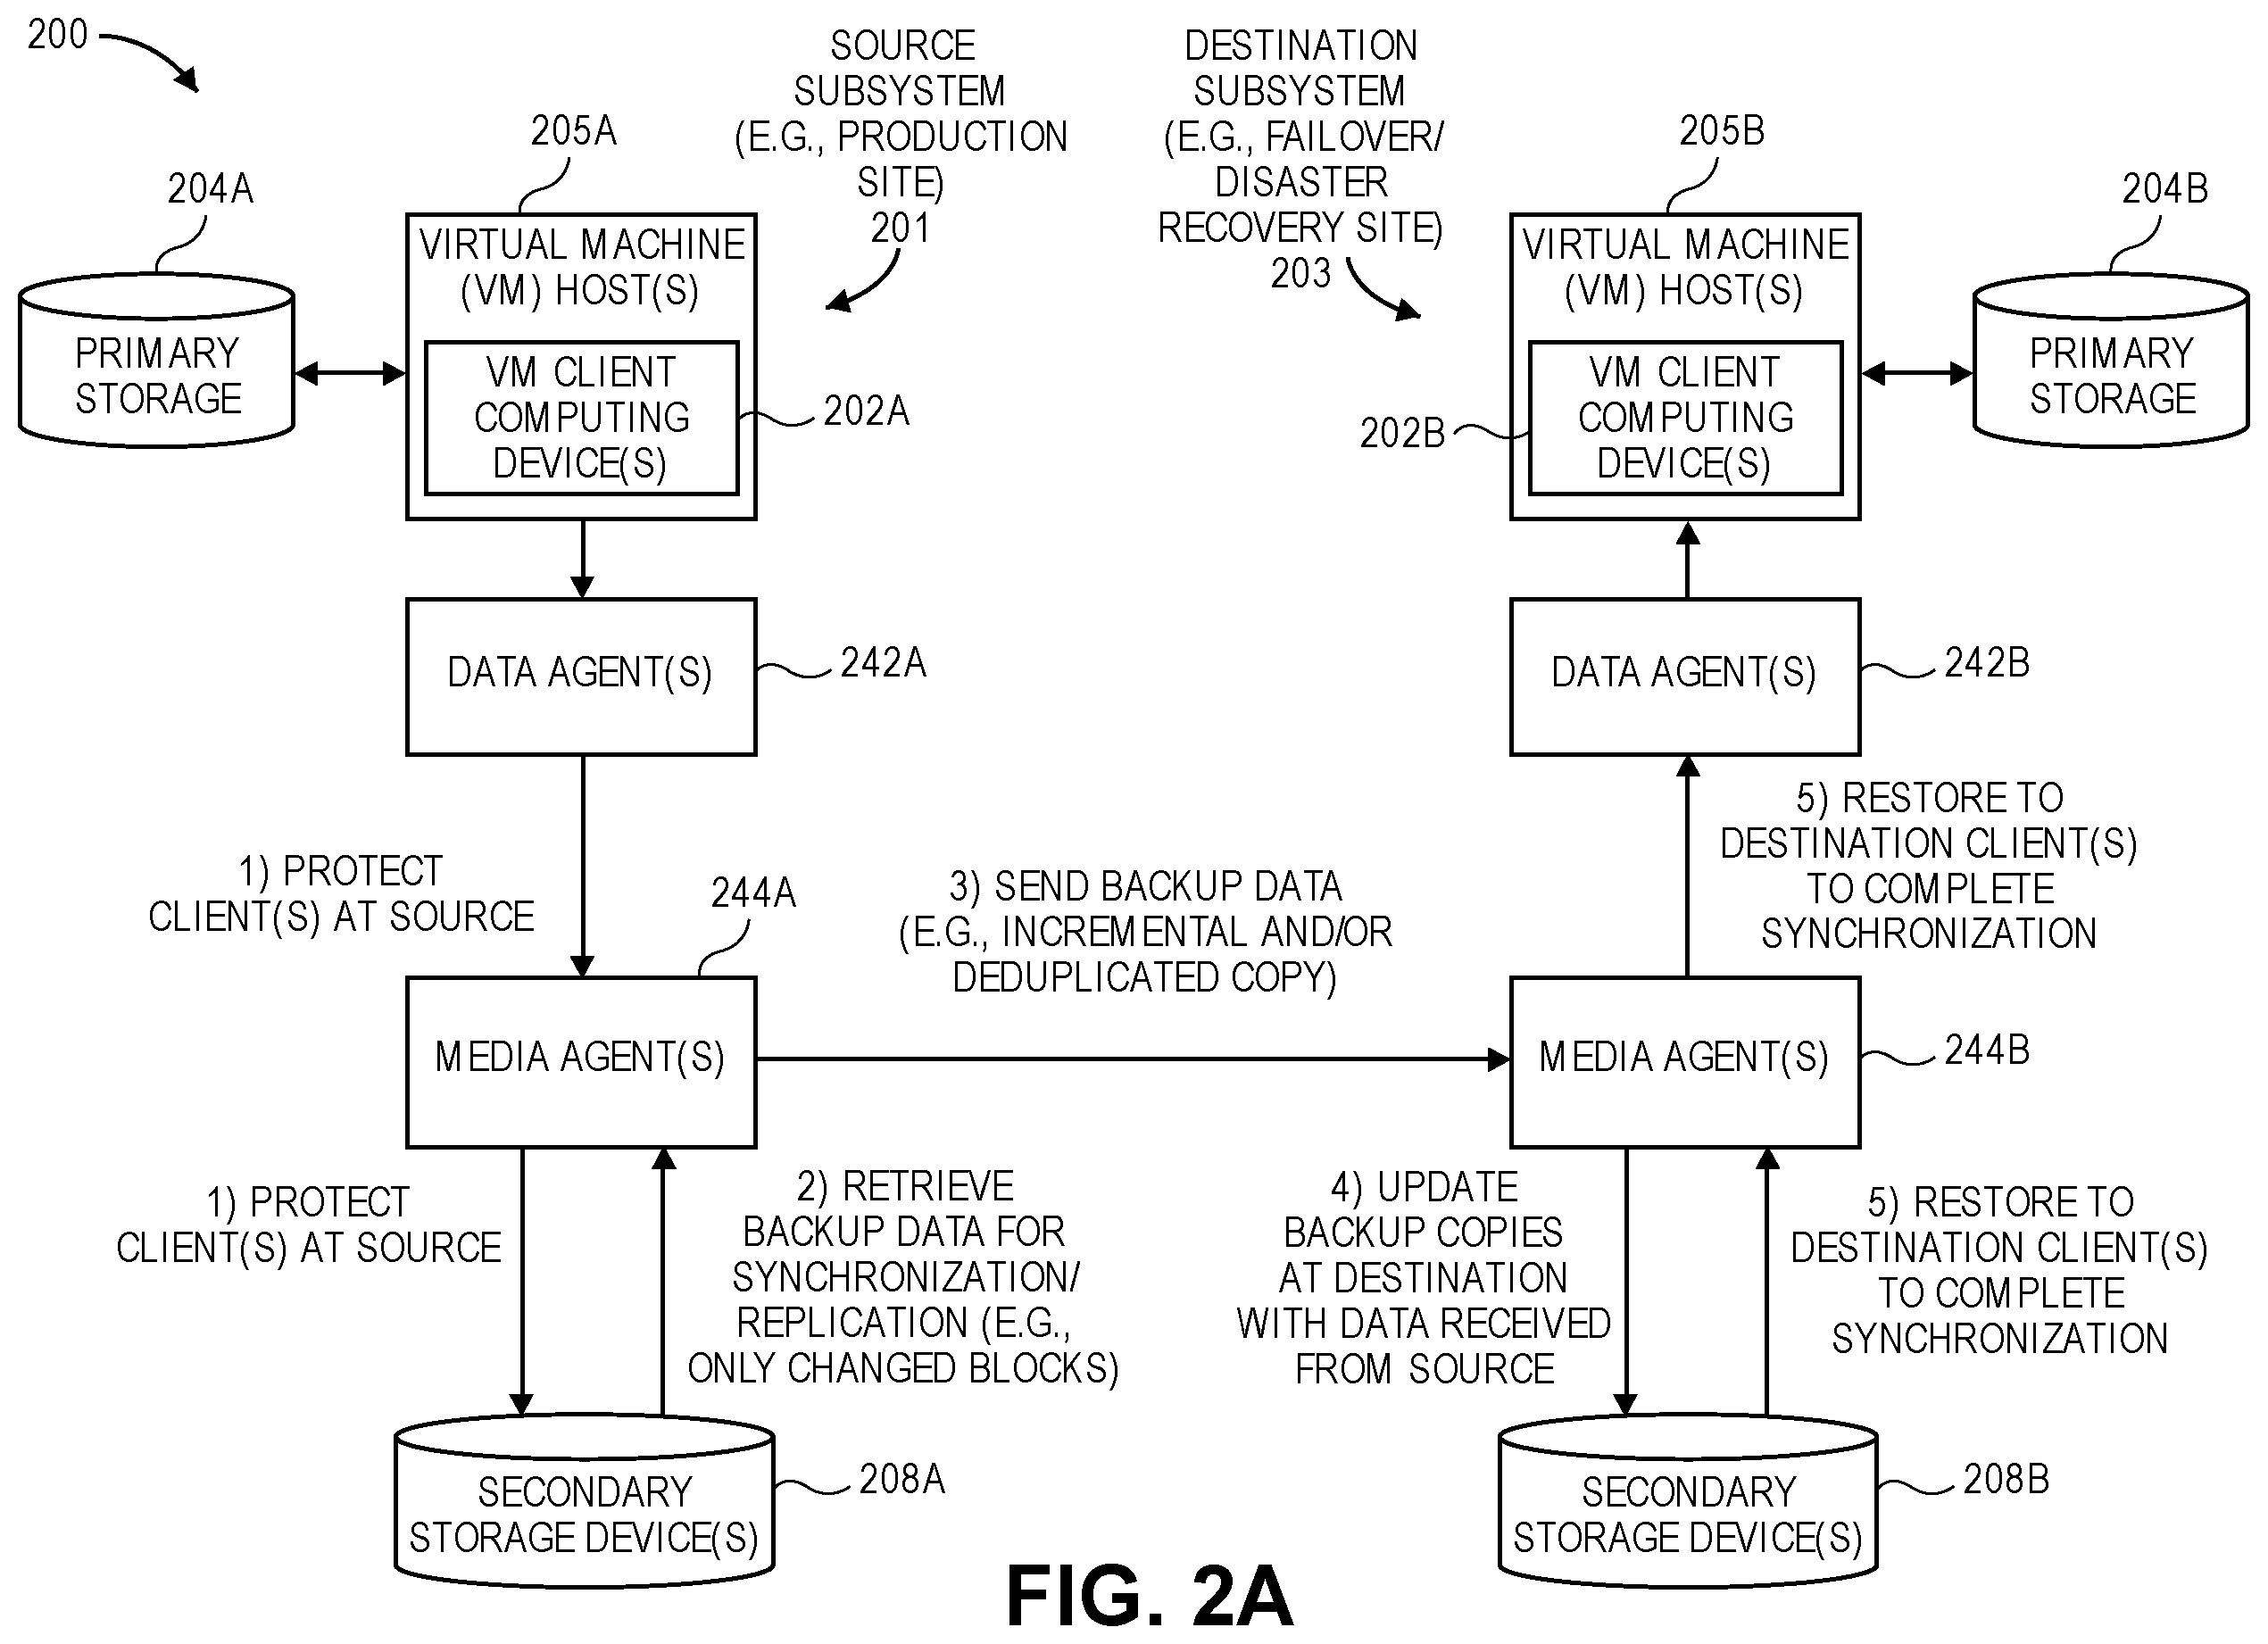 200
SOURCE
SUBSYSTEM
(E.G., PRODUCTION
SITE)
201
DESTINATION
SUBSYSTEM
(E.G., FAILOVER/
DISASTER
RECOVERY SITE)
203
204A
PRIMARY
STORAGE
205A
VIRTUAL MACHINE
(VM) HOST(S)
VM CLIENT
COMPUTING
DEVICE(S)
202A
205B
VIRTUAL MACHINE
(VM) HOST(S)
VM CLIENT
COMPUTING
DEVICE(S)
202B
204B
PRIMARY
STORAGE
DATA AGENT(S)
242A
DATA AGENT(S)
242B
1) PROTECT
CLIENT(S) AT SOURCE
244A
3) SEND BACKUP DATA
(E.G., INCREMENTAL AND/OR
DEDUPLICATED COPY)
5) RESTORE TO
DESTINATION CLIENT(S)
TO COMPLETE
SYNCHRONIZATION
MEDIA AGENT(S)
MEDIA AGENT(S)
244B
1) PROTECT
CLIENT(S) AT SOURCE
2) RETRIEVE
BACKUP DATA FOR
SYNCHRONIZATION/
REPLICATION (E.G.,
ONLY CHANGED BLOCKS)
4) UPDATE
BACKUP COPIES
AT DESTINATION
WITH DATA RECEIVED
FROM SOURCE
5) RESTORE TO
DESTINATION CLIENT(S)
TO COMPLETE
SYNCHRONIZATION
SECONDARY
STORAGE DEVICE(S)
208A
SECONDARY
STORAGE DEVICE(S)
208B
FIG. 2A